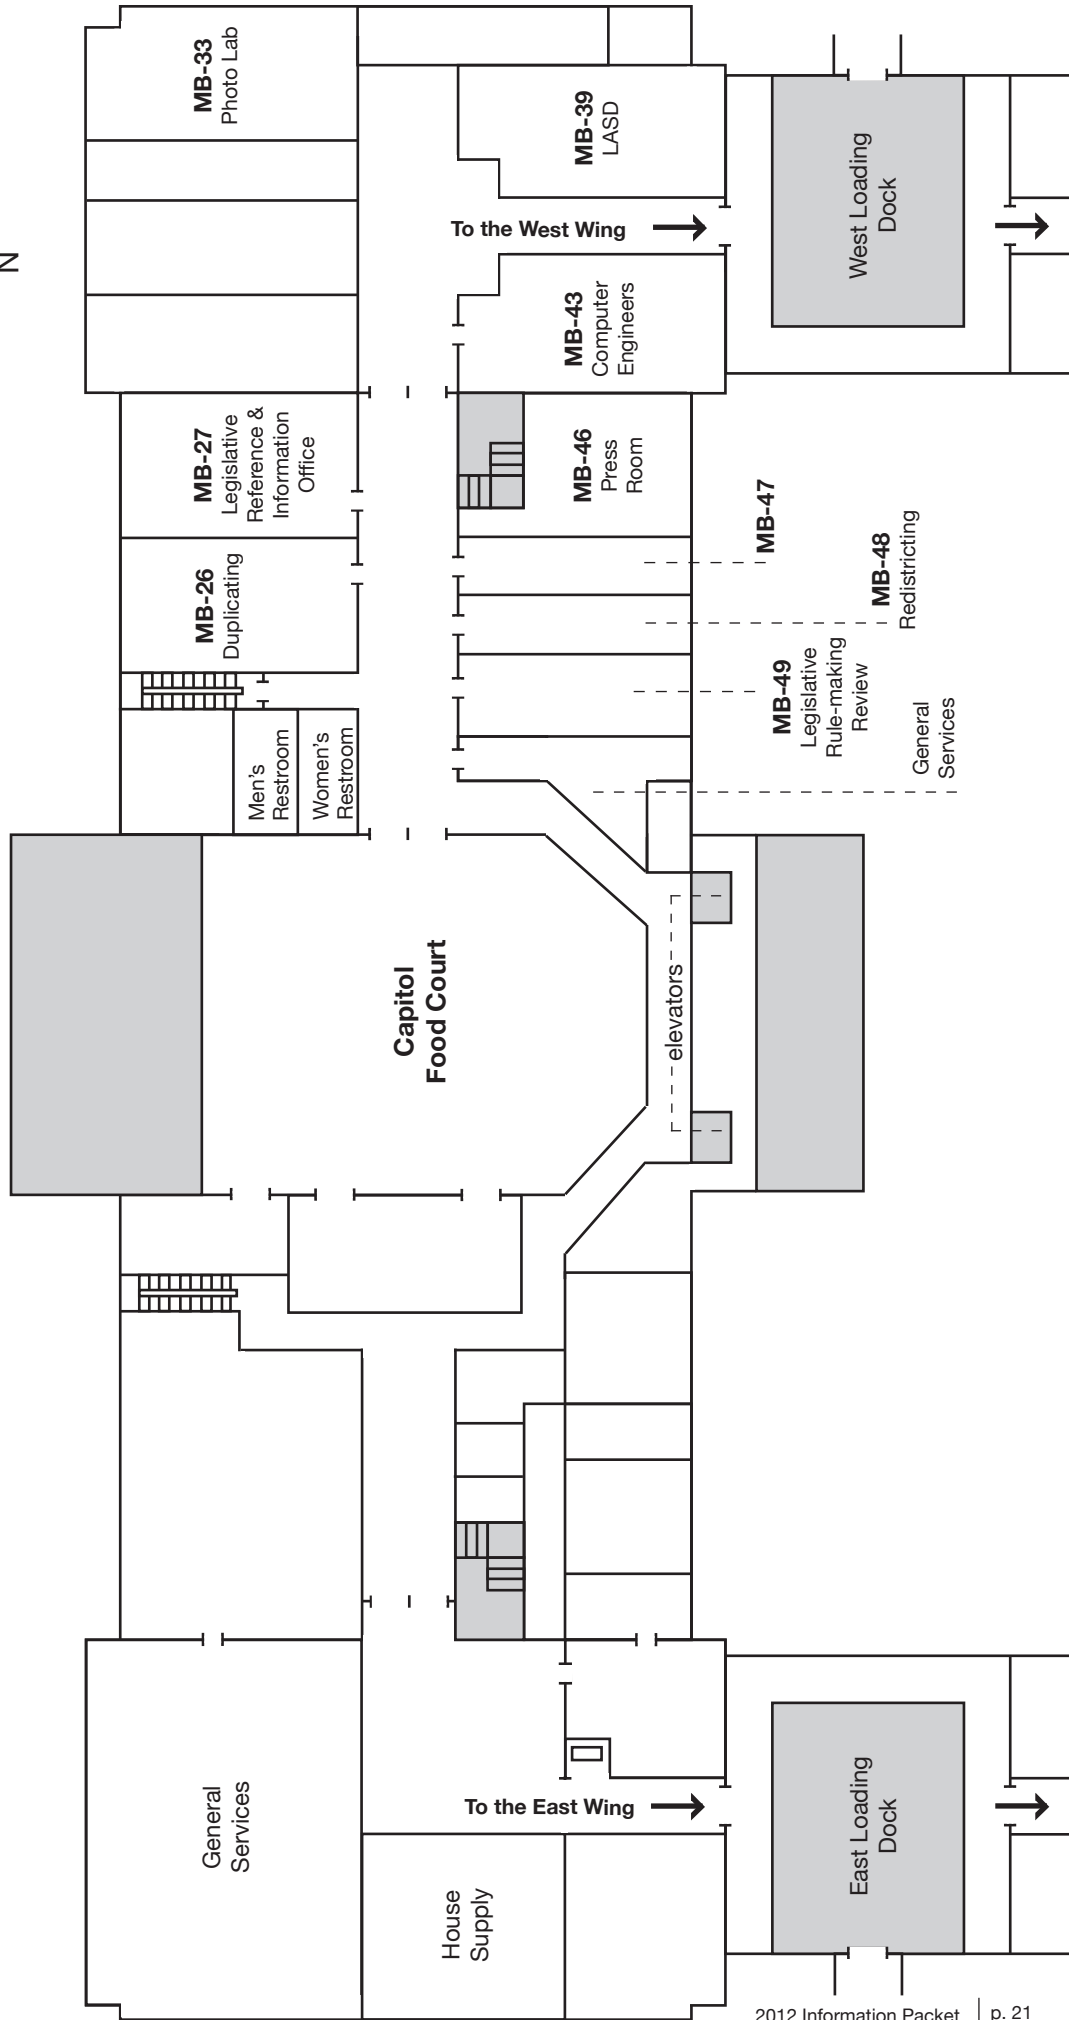 N
MB-33
Photo Lab
MB-39
LASD
To the West Wing
West Loading
Dock
MB-43
Computer
Engineers
MB-27
Legislative
Reference &
Information
Office
MB-46
Press
Room
MB-47
MB-48
Redistricting
MB-26
Duplicating
MB-49
Legislative
Rule-making
Review
General
Services
Men's
Restroom
Women's
Restroom
Capitol
Food Court
elevators
To the East Wing
General
Services
House
Supply
East Loading
Dock
2012 Information Packet | p. 21